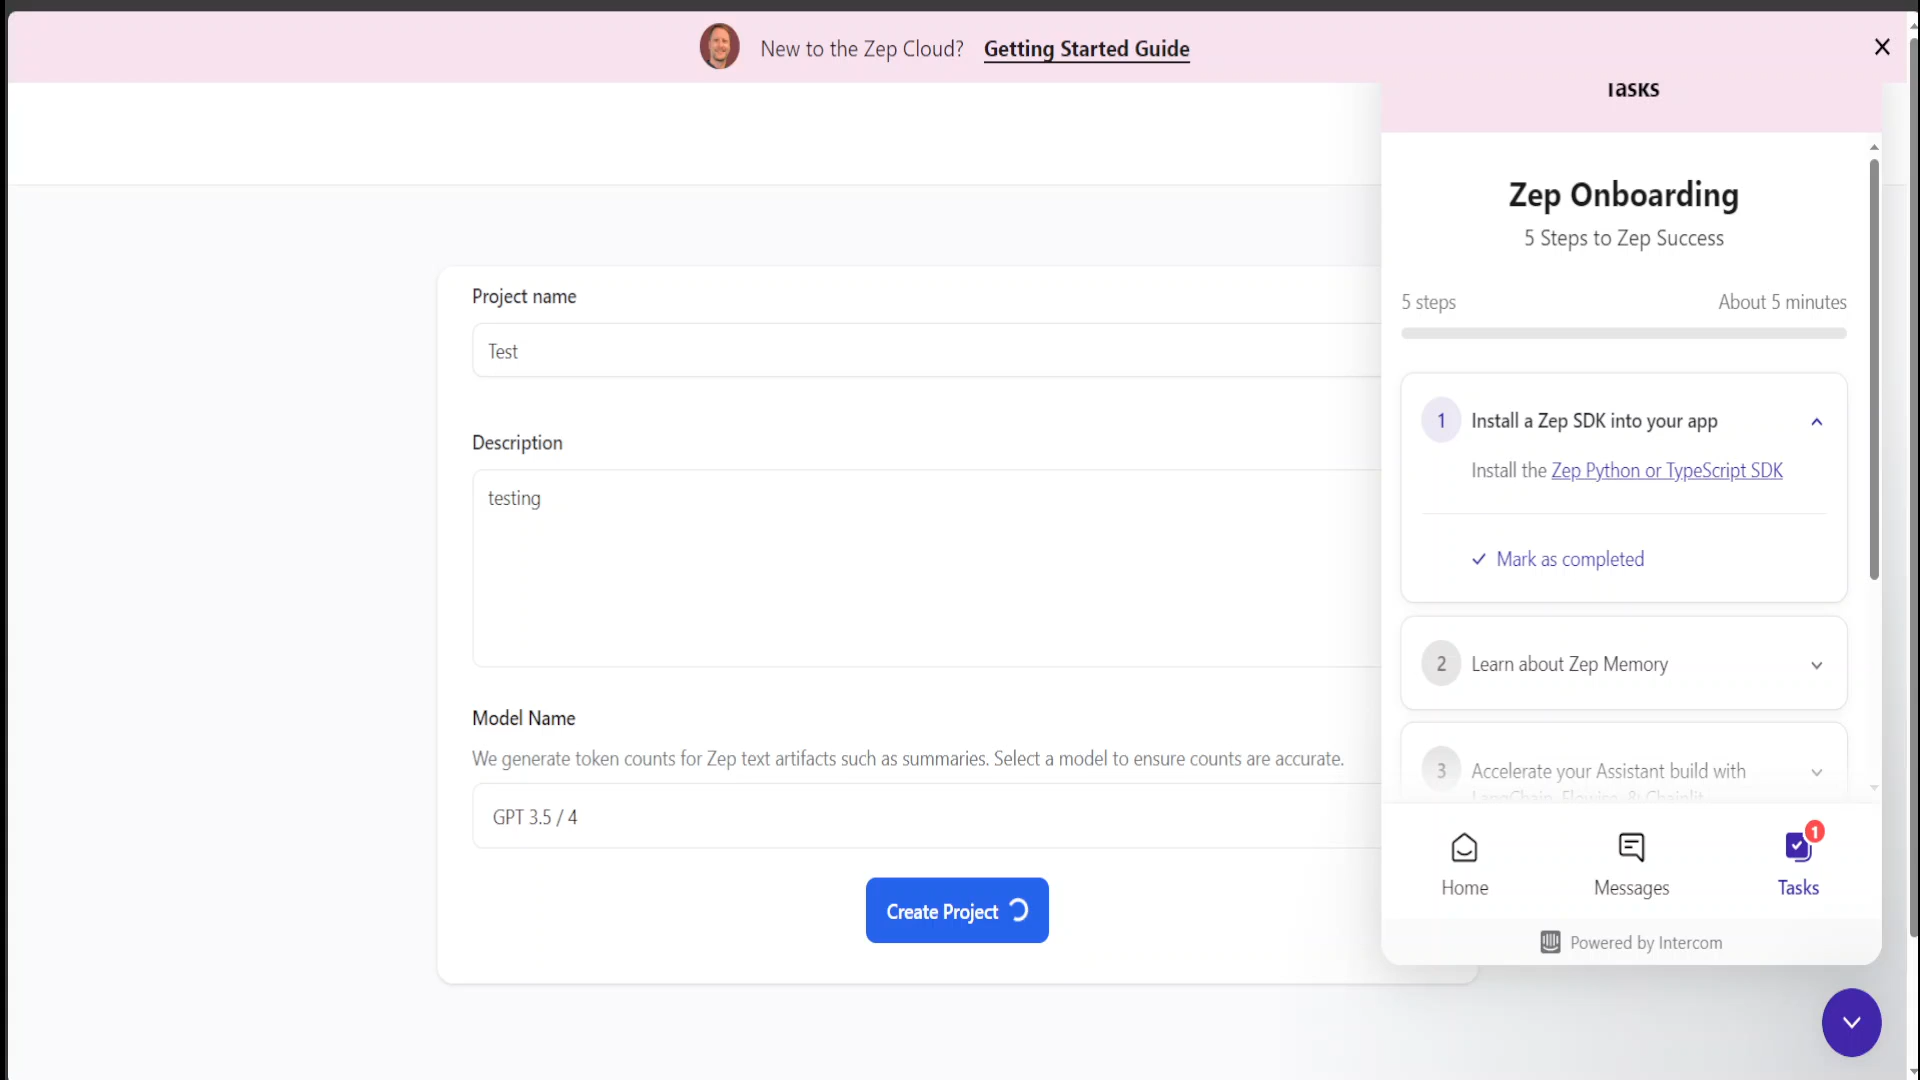 New to the Zep Cloud? Getting Started Guide
Tasks
Zep Onboarding
5 Steps to Zep Success
5 steps
About 5 minutes
1 Install a Zep SDK into your app
Install the Zep Python or TypeScript SDK
Mark as completed
2 Learn about Zep Memory
3 Accelerate your Assistant build with
LangChain, Flowise, & Chainlit
Home
Messages
Tasks
1
Powered by Intercom
Project name
Test
Description
testing
Model Name
We generate token counts for Zep text artifacts such as summaries. Select a model to ensure counts are accurate.
GPT 3.5 / 4
Create Project